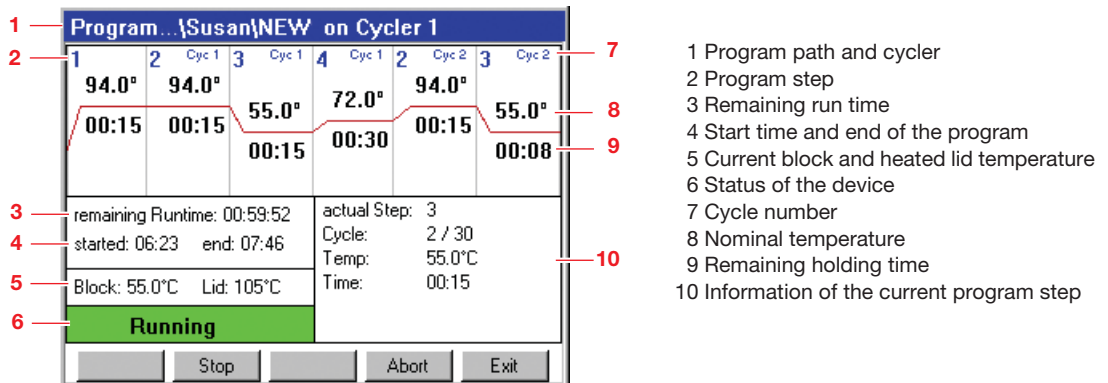 1 Program...\Susan\NEW on Cycler 1
2 1 2 Cyc 1 3 Cyc 1 4 Cyc 1 2 Cyc 2 3 Cyc 2 7
94.0° 94.0° 55.0° 72.0° 94.0° 55.0° 8
00:15 00:15 00:15 00:30 00:15 00:08 9
3 remaining Runtime: 00:59:52
4 started: 06:23 end: 07:46
5 Block: 55.0°C Lid: 105°C
6 Running
actual Step: 3
Cycle: 2 / 30
Temp: 55.0°C 10
Time: 00:15
Stop Abort Exit
1 Program path and cycler
2 Program step
3 Remaining run time
4 Start time and end of the program
5 Current block and heated lid temperature
6 Status of the device
7 Cycle number
8 Nominal temperature
9 Remaining holding time
10 Information of the current program step